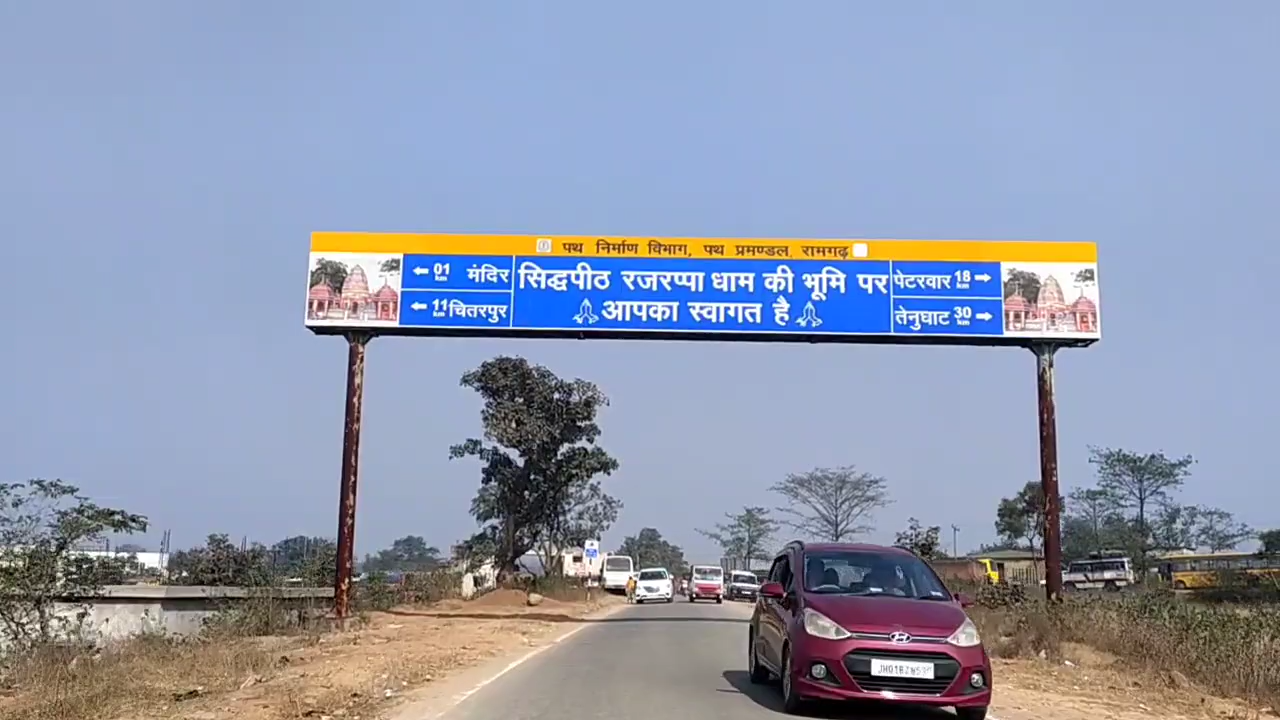 पथ निर्माण विभाग, पथ प्रमण्डल, रामगढ़
← 01 km मंदिर
← 11 km चितरपुर
सिद्धपीठ रजरप्पा धाम की भूमि पर
आपका स्वागत है
पेटरवार 18 km →
तेनुघाट 30 km →